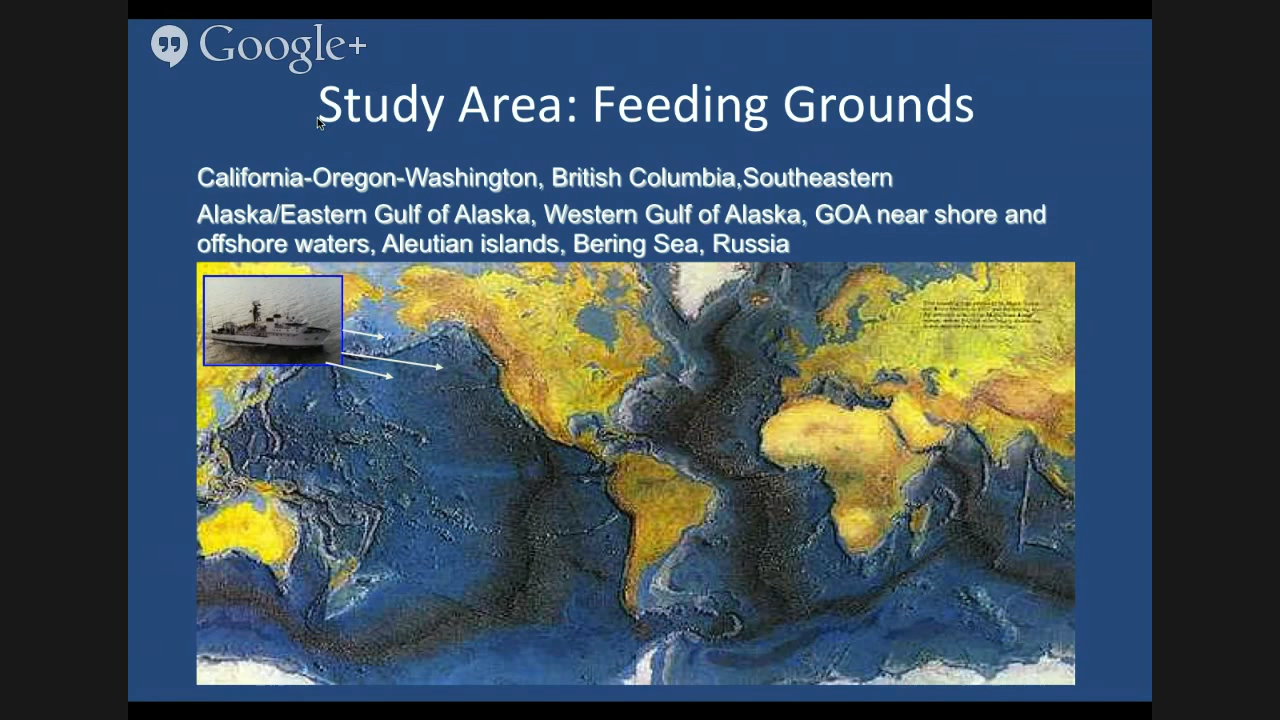 Google+
Study Area: Feeding Grounds
California-Oregon-Washington, British Columbia,Southeastern
Alaska/Eastern Gulf of Alaska, Western Gulf of Alaska, GOA near shore and
offshore waters, Aleutian islands, Bering Sea, Russia